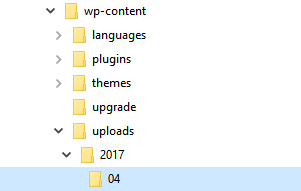 wp-content
languages
plugins
themes
upgrade
uploads
2017
04